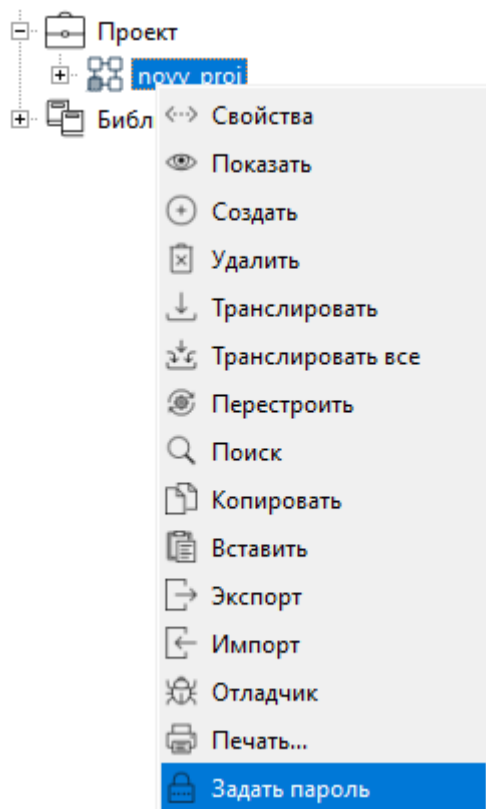 Проект
novy_proj
Библ
Свойства
Показать
Создать
Удалить
Транслировать
Транслировать все
Перестроить
Поиск
Копировать
Вставить
Экспорт
Импорт
Отладчик
Печать...
Задать пароль